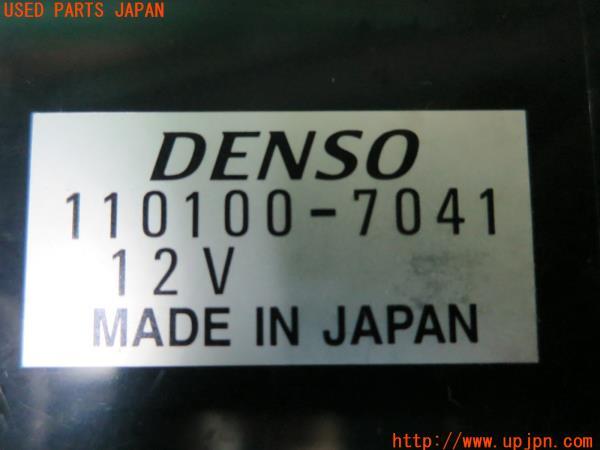 USED PARTS JAPAN
DENSO
110100-7041
12V
MADE IN JAPAN
http://www.upjpn.com/